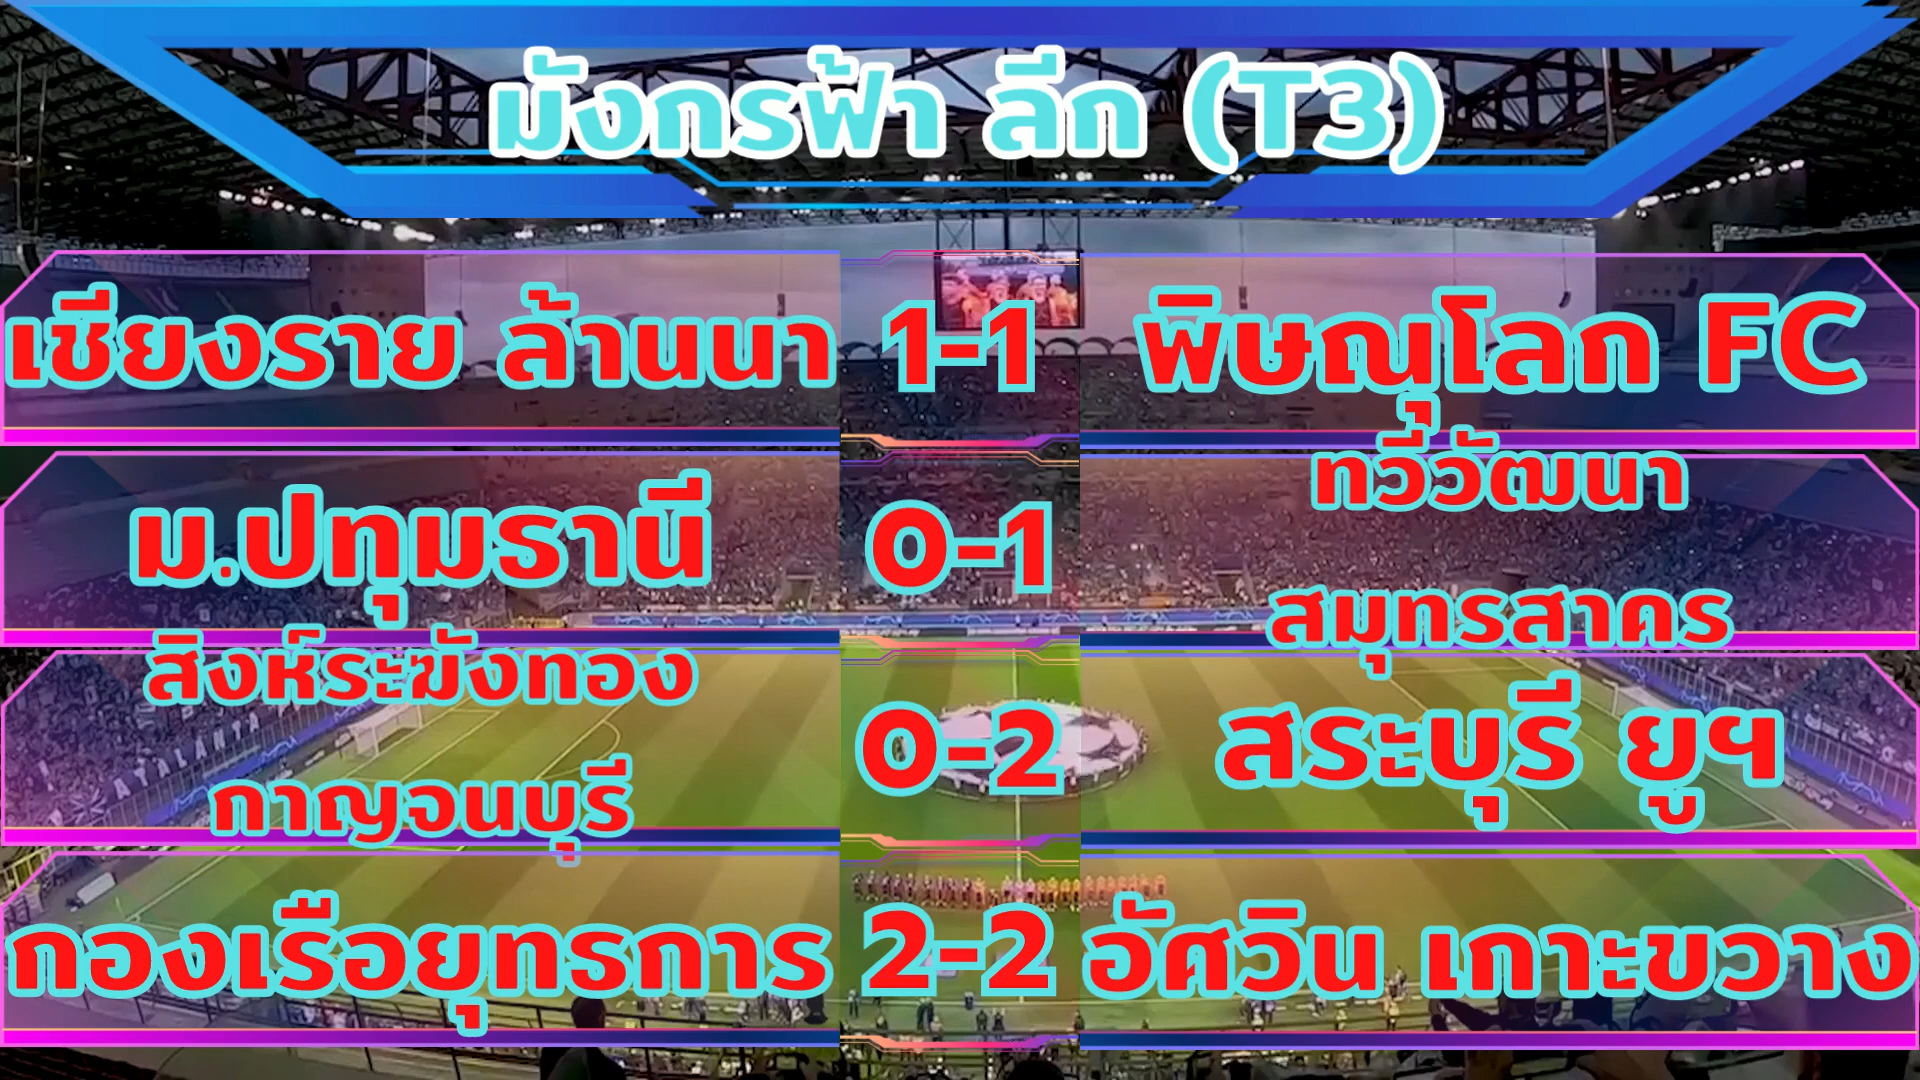 มังกรฟ้า ลีก (T3)
เชียงราย ล้านนา 1-1 พิษณุโลก FC
ม.ปทุมธานี 0-1 ทวีวัฒนา
สมุทรสาคร
สิงห์ระฆังทอง
กาญจนบุรี 0-2 สระบุรี ยูฯ
กองเรือยุทธการ 2-2 อัศวิน เกาะขวาง